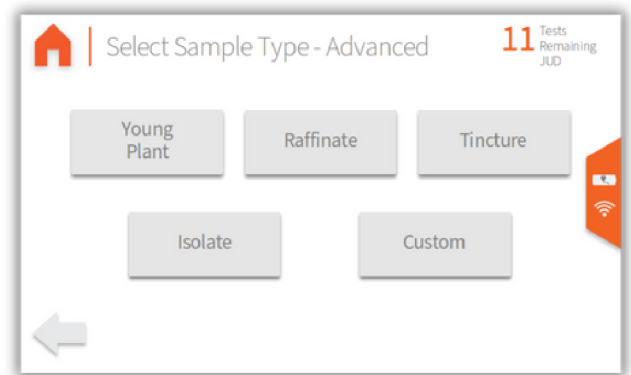 Select Sample Type - Advanced
11 Tests
Remaining
JUD
Young
Plant
Raffinate
Tincture
Isolate
Custom